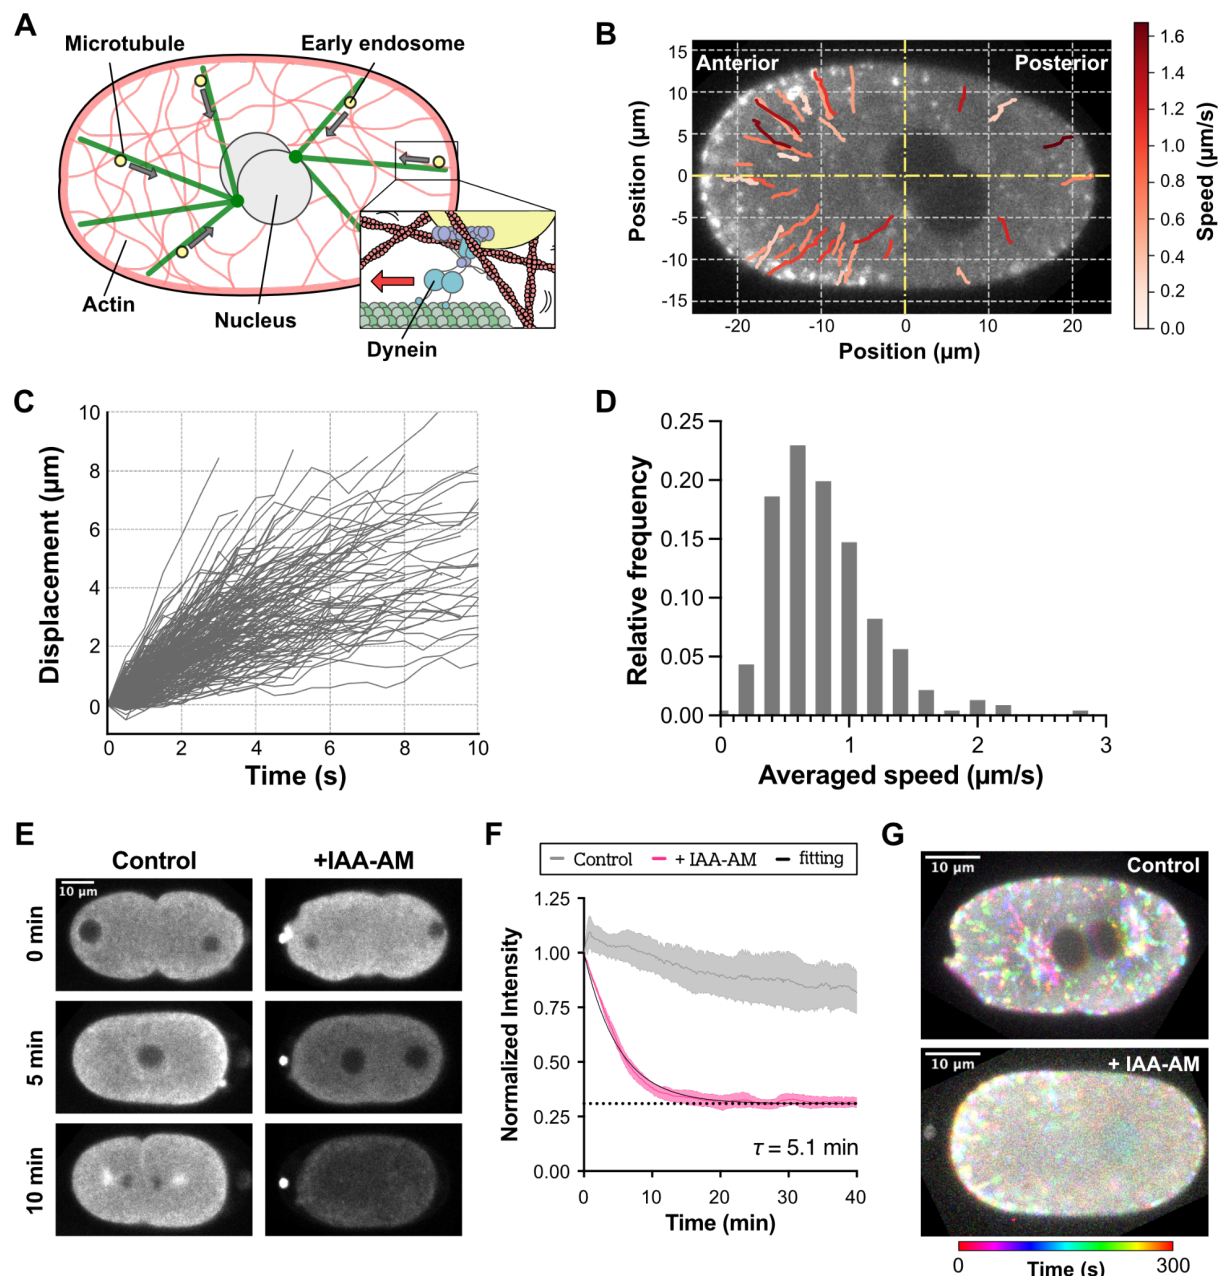 A
Microtubule
Early endosome
Actin
Nucleus
Dynein
B
Anterior
Posterior
Position (µm)
15
10
5
0
-5
-10
-15
-20
-10
0
10
20
Position (µm)
Speed (µm/s)
1.6
1.4
1.2
1.0
0.8
0.6
0.4
0.2
0.0
C
Displacement (µm)
10
8
6
4
2
0
0
2
4
6
8
10
Time (s)
D
Relative frequency
0.25
0.20
0.15
0.10
0.05
0.00
0
1
2
3
Averaged speed (µm/s)
E
Control
+IAA-AM
10 µm
0 min
5 min
10 min
F
Control
+ IAA-AM
fitting
Normalized Intensity
1.25
1.00
0.75
0.50
0.25
0.00
τ = 5.1 min
0
10
20
30
40
Time (min)
G
10 µm
Control
10 µm
+ IAA-AM
0
Time (s)
300